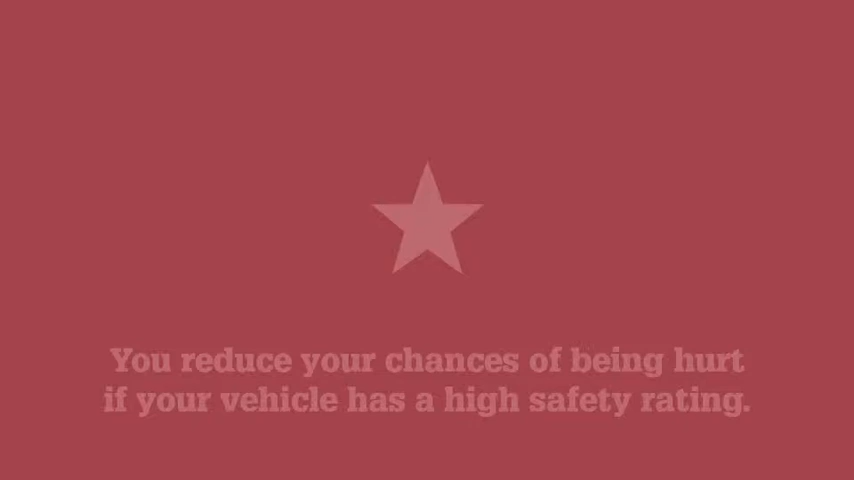 You reduce your chances of being hurt
if your vehicle has a high safety rating.